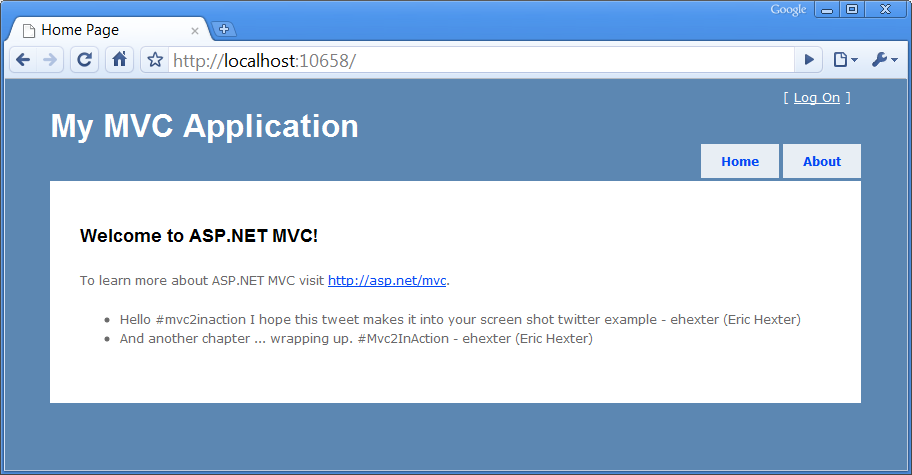 Google
Home Page
http://localhost:10658/
[ Log On ]
My MVC Application
Home About
Welcome to ASP.NET MVC!
To learn more about ASP.NET MVC visit http://asp.net/mvc.
• Hello #mvc2inaction I hope this tweet makes it into your screen shot twitter example - ehexter (Eric Hexter)
• And another chapter ... wrapping up. #Mvc2InAction - ehexter (Eric Hexter)